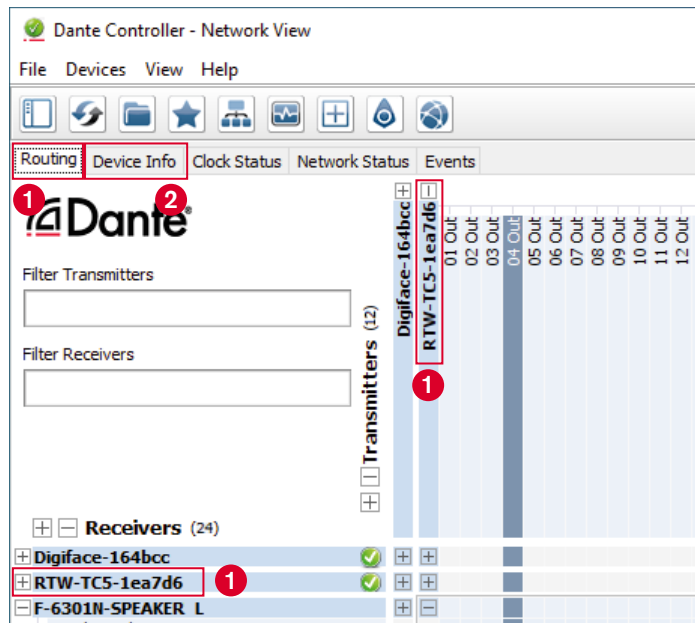 Dante Controller - Network View
File Devices View Help
Routing Device Info Clock Status Network Status Events
1 2
Dante®
Filter Transmitters
Filter Receivers
Transmitters (12)
Digiface-164bcc
RTW-TC5-1ea7d6
1
01 Out
02 Out
03 Out
04 Out
05 Out
06 Out
07 Out
08 Out
09 Out
10 Out
11 Out
12 Out
Receivers (24)
Digiface-164bcc
RTW-TC5-1ea7d6 1
F-6301N-SPEAKER L